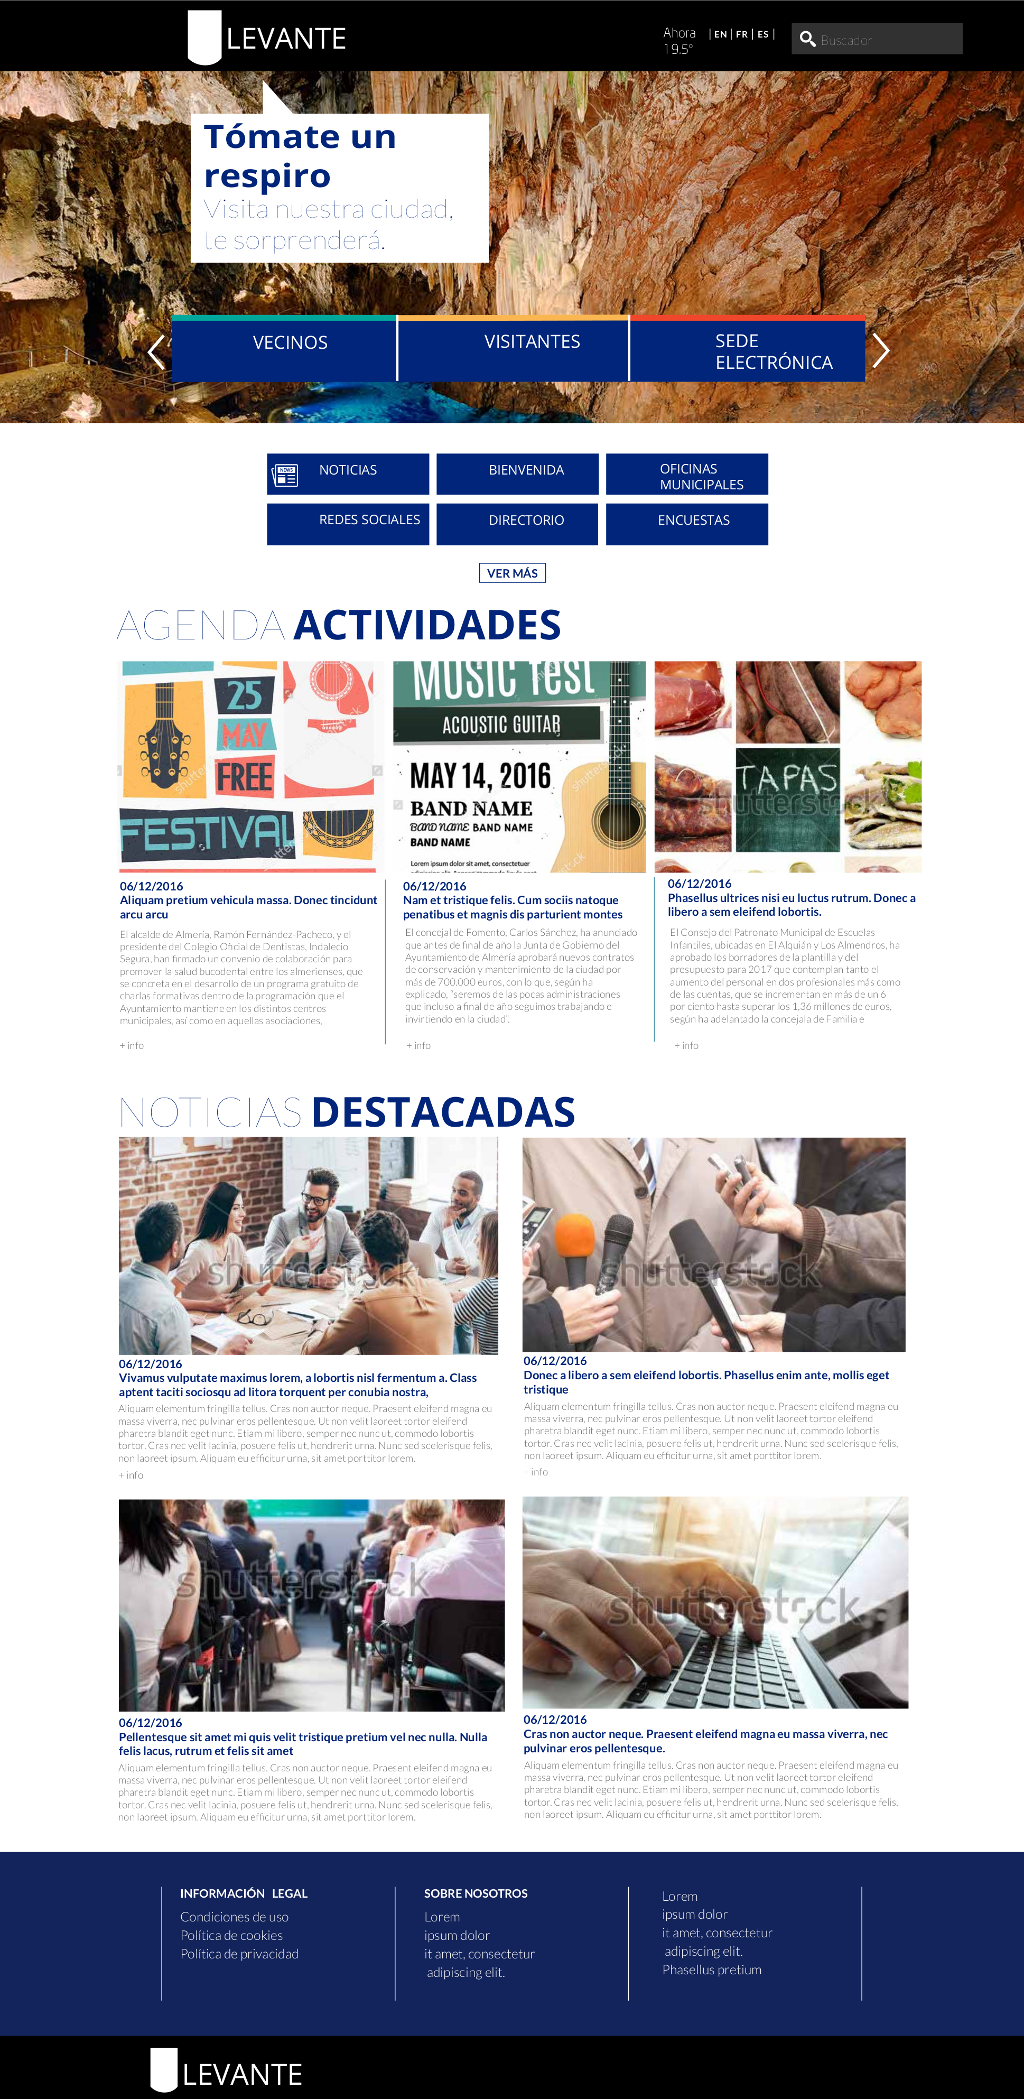 LEVANTE
Ahora
19.5°
| EN | FR | ES |
Buscador
Tómate un
respiro
Visita nuestra ciudad,
te sorprenderá.
VECINOS
VISITANTES
SEDE
ELECTRÓNICA
NOTICIAS
BIENVENIDA
OFICINAS
MUNICIPALES
REDES SOCIALES
DIRECTORIO
ENCUESTAS
VER MÁS
AGENDA ACTIVIDADES
25
MAY
FREE
FESTIVAL
MUSIC Fest
ACOUSTIC GUITAR
MAY 14, 2016
BAND NAME
BAND NAME BAND NAME
BAND NAME
Lorem ipsum dolor sit amet, consectetuer
TAPAS
shutterstock
06/12/2016
Aliquam pretium vehicula massa. Donec tincidunt
arcu arcu
El alcalde de Almería, Ramón Fernández-Pacheco, y el
presidente del Colegio Oficial de Dentistas, Indalecio
Segura, han firmado un convenio de colaboración para
promover la salud bucodental entre los almerienses, que
se concreta en el desarrollo de un programa gratuito de
charlas formativas dentro de la programación que el
Ayuntamiento mantiene en los distintos centros
municipales, así como en aquellas asociaciones,
+ info
06/12/2016
Nam et tristique felis. Cum sociis natoque
penatibus et magnis dis parturient montes
El concejal de Fomento, Carlos Sánchez, ha anunciado
que antes de final de año la Junta de Gobierno del
Ayuntamiento de Almería aprobará nuevos contratos
de conservación y mantenimiento de la ciudad por
más de 700.000 euros, con lo que, según ha
explicado, "seremos de las pocas administraciones
que incluso a final de año seguimos trabajando e
invirtiendo en la ciudad".
+ info
06/12/2016
Phasellus ultrices nisi eu luctus rutrum. Donec a
libero a sem eleifend lobortis.
El Consejo del Patronato Municipal de Escuelas
Infantiles, ubicadas en El Alquián y Los Almendros, ha
aprobado los borradores de la plantilla y del
presupuesto para 2017 que contemplan tanto el
aumento del personal en dos profesionales más como
de las cuentas, que se incrementan en más de un 6
por ciento hasta superar los 1,36 millones de euros,
según ha adelantado la concejala de Familia e
+ info
NOTICIAS DESTACADAS
shutterstock
shutterstock
06/12/2016
Vivamus vulputate maximus lorem, a lobortis nisl fermentum a. Class
aptent taciti sociosqu ad litora torquent per conubia nostra,
Aliquam elementum fringilla tellus. Cras non auctor neque. Praesent eleifend magna eu
massa viverra, nec pulvinar eros pellentesque. Ut non velit laoreet tortor eleifend
pharetra blandit eget nunc. Etiam mi libero, semper nec nunc ut, commodo lobortis
tortor. Cras nec velit lacinia, posuere felis ut, hendrerit urna. Nunc sed scelerisque felis,
non laoreet ipsum. Aliquam eu efficitur urna, sit amet porttitor lorem.
+ info
06/12/2016
Donec a libero a sem eleifend lobortis. Phasellus enim ante, mollis eget
tristique
Aliquam elementum fringilla tellus. Cras non auctor neque. Praesent eleifend magna eu
massa viverra, nec pulvinar eros pellentesque. Ut non velit laoreet tortor eleifend
pharetra blandit eget nunc. Etiam mi libero, semper nec nunc ut, commodo lobortis
tortor. Cras nec velit lacinia, posuere felis ut, hendrerit urna. Nunc sed scelerisque felis,
non laoreet ipsum. Aliquam eu efficitur urna, sit amet porttitor lorem.
+ info
shutterstock
shutterstock
06/12/2016
Pellentesque sit amet mi quis velit tristique pretium vel nec nulla. Nulla
felis lacus, rutrum et felis sit amet
Aliquam elementum fringilla tellus. Cras non auctor neque. Praesent eleifend magna eu
massa viverra, nec pulvinar eros pellentesque. Ut non velit laoreet tortor eleifend
pharetra blandit eget nunc. Etiam mi libero, semper nec nunc ut, commodo lobortis
tortor. Cras nec velit lacinia, posuere felis ut, hendrerit urna. Nunc sed scelerisque felis,
non laoreet ipsum. Aliquam eu efficitur urna, sit amet porttitor lorem.
06/12/2016
Cras non auctor neque. Praesent eleifend magna eu massa viverra, nec
pulvinar eros pellentesque.
Aliquam elementum fringilla tellus. Cras non auctor neque. Praesent eleifend magna eu
massa viverra, nec pulvinar eros pellentesque. Ut non velit laoreet tortor eleifend
pharetra blandit eget nunc. Etiam mi libero, semper nec nunc ut, commodo lobortis
tortor. Cras nec velit lacinia, posuere felis ut, hendrerit urna. Nunc sed scelerisque felis,
non laoreet ipsum. Aliquam eu efficitur urna, sit amet porttitor lorem.
INFORMACIÓN LEGAL
Condiciones de uso
Política de cookies
Política de privacidad
SOBRE NOSOTROS
Lorem
ipsum dolor
it amet, consectetur
adipiscing elit.
Lorem
ipsum dolor
it amet, consectetur
adipiscing elit.
Phasellus pretium
LEVANTE